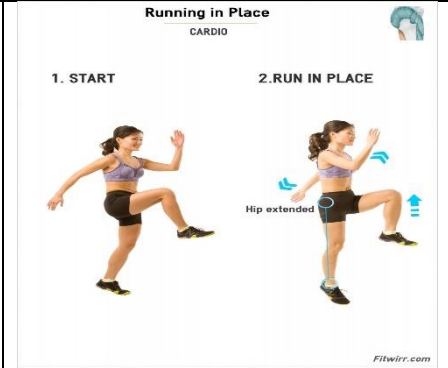 Running in Place
CARDIO
1. START
2.RUN IN PLACE
Hip extended
Fitwirr.com